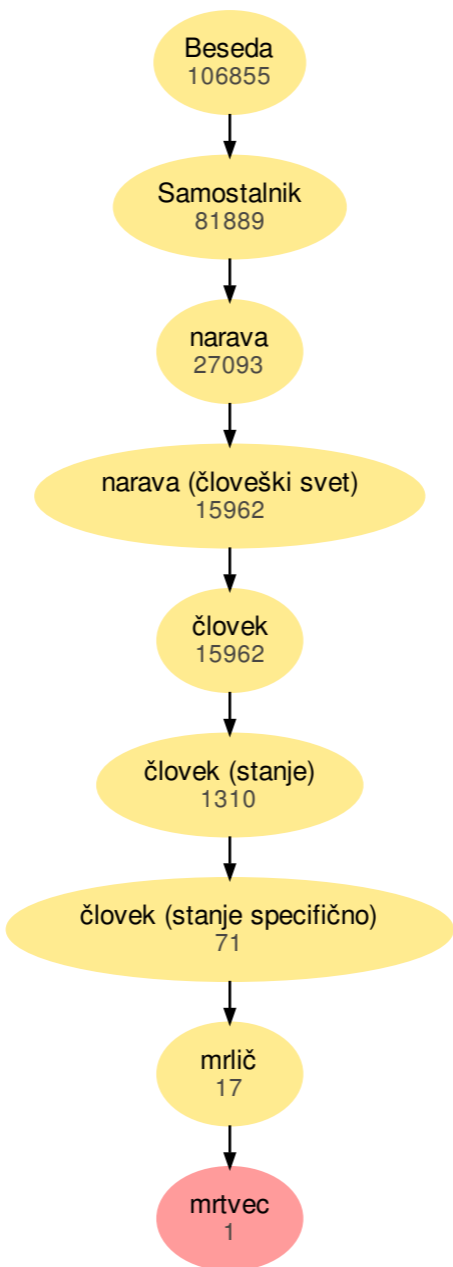 Beseda
106855
Samostalnik
81889
narava
27093
narava (človeški svet)
15962
človek
15962
človek (stanje)
1310
človek (stanje specifično)
71
mrlič
17
mrtvec
1